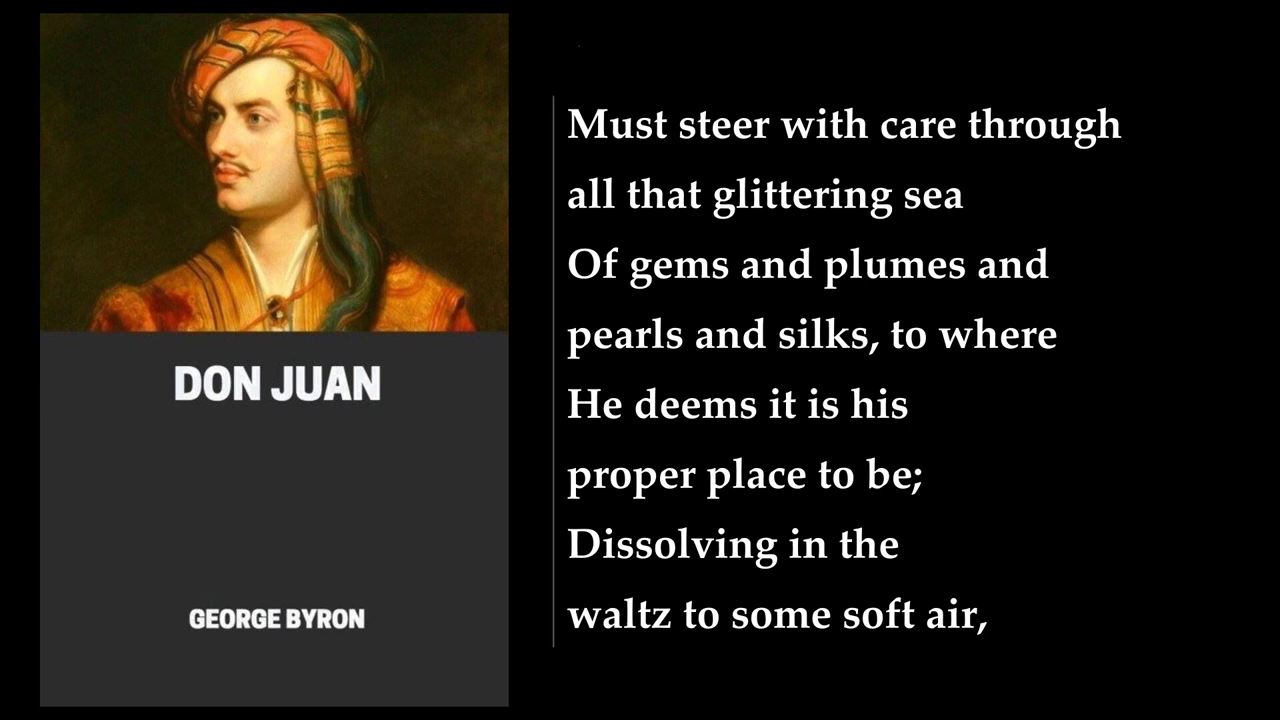 DON JUAN
GEORGE BYRON
Must steer with care through
all that glittering sea
Of gems and plumes and
pearls and silks, to where
He deems it is his
proper place to be;
Dissolving in the
waltz to some soft air,